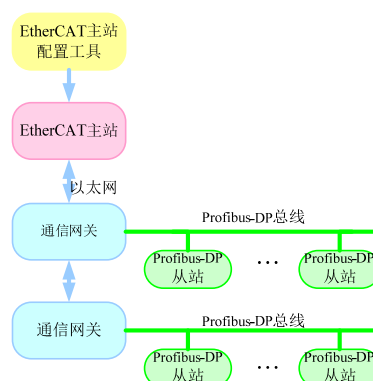 EtherCAT主站
配置工具
EtherCAT主站
以太网
通信网关
Profibus-DP总线
Profibus-DP
从站
…
Profibus-DP
从站
通信网关
Profibus-DP总线
Profibus-DP
从站
…
Profibus-DP
从站